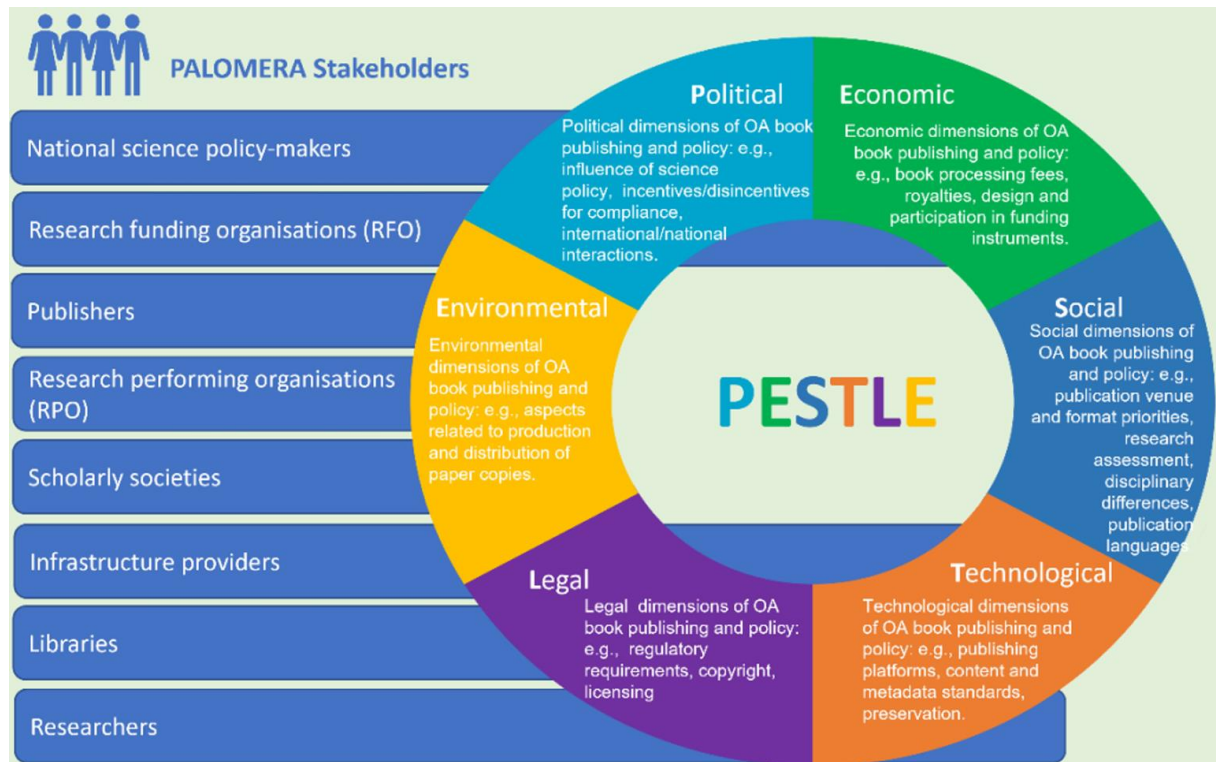 PALOMERA Stakeholders
National science policy-makers
Research funding organisations (RFO)
Publishers
Research performing organisations
(RPO)
Scholarly societies
Infrastructure providers
Libraries
Researchers
Political
Political dimensions of OA book
publishing and policy: e.g.,
influence of science
policy, incentives/disincentives
for compliance,
international/national
interactions.
Economic
Economic dimensions of OA
book publishing and policy:
e.g., book processing fees,
royalties, design and
participation in funding
instruments.
Social
Social dimensions of
OA book publishing
and policy: e.g.,
publication venue
and format priorities,
research
assessment,
disciplinary
differences,
publication
languages
Technological
Technological dimensions
of OA book publishing and
policy: e.g., publishing
platforms, content and
metadata standards,
preservation.
Legal
Legal dimensions of OA
book publishing and policy:
e.g., regulatory
requirements, copyright,
licensing
Environmental
Environmental
dimensions of OA
book publishing and
policy: e.g., aspects
related to production
and distribution of
paper copies.
PESTLE